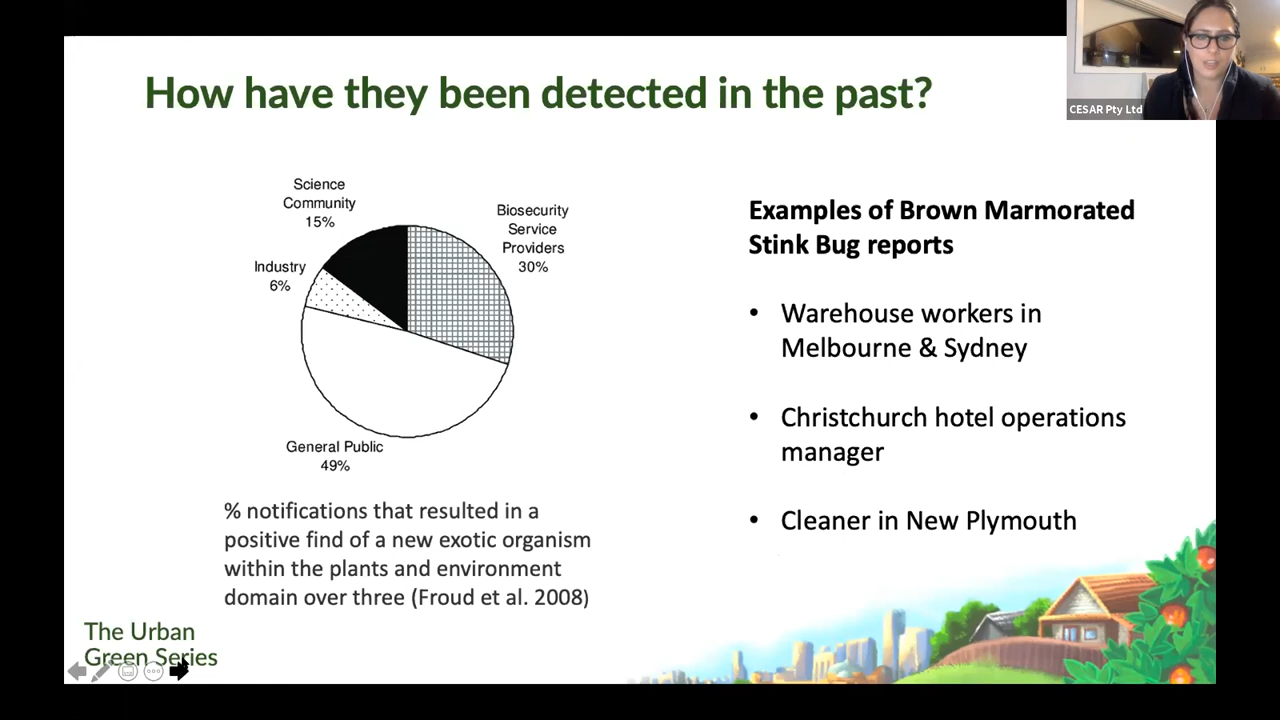 How have they been detected in the past?
CESAR Pty Ltd
Science
Community
15%
Biosecurity
Service
Providers
30%
Industry
6%
General Public
49%
% notifications that resulted in a
positive find of a new exotic organism
within the plants and environment
domain over three (Froud et al. 2008)
Examples of Brown Marmorated
Stink Bug reports
• Warehouse workers in
Melbourne & Sydney
• Christchurch hotel operations
manager
• Cleaner in New Plymouth
The Urban
Green Series